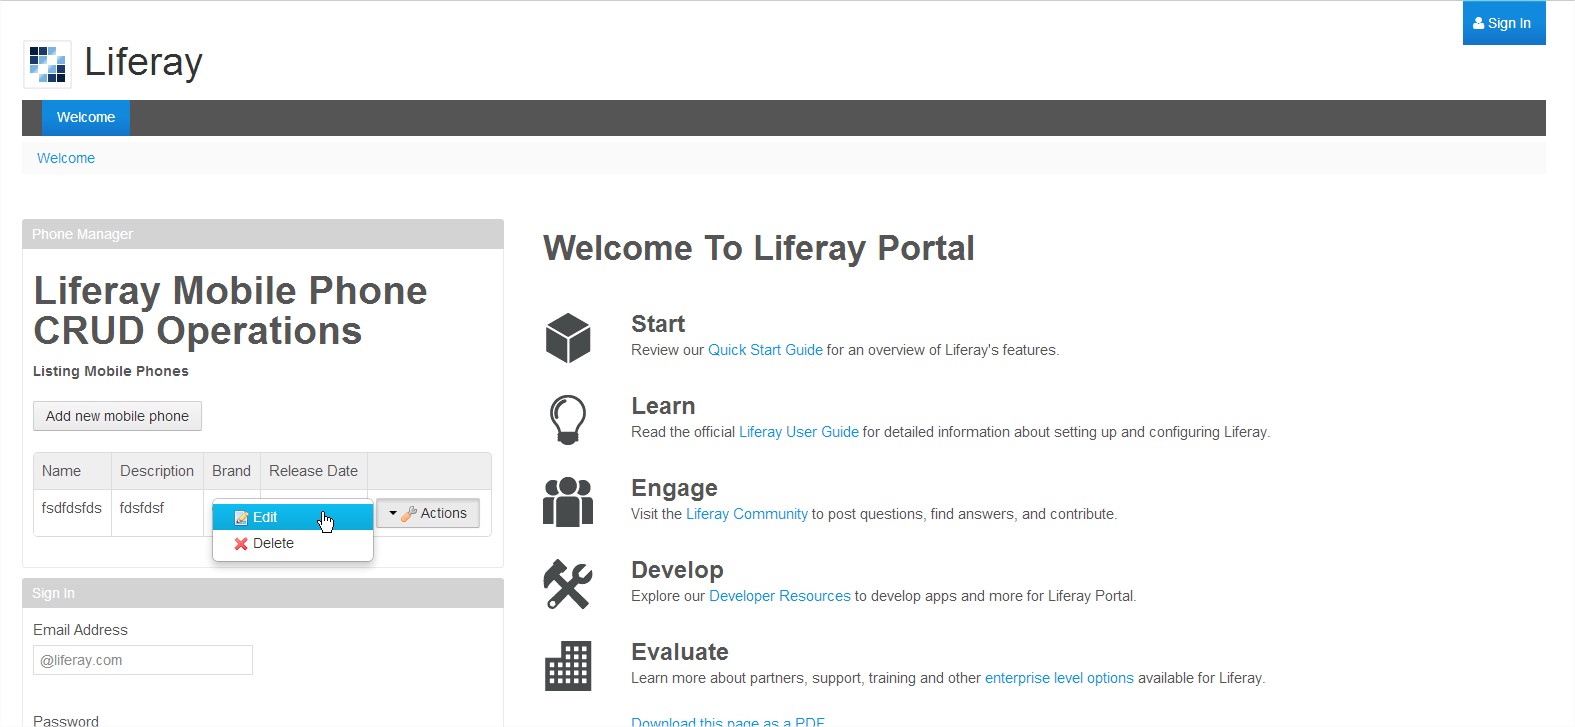 Sign In
Liferay
Welcome
Welcome
Phone Manager
Liferay Mobile Phone
CRUD Operations
Listing Mobile Phones
Add new mobile phone
Name Description Brand Release Date
fsdfdsfds fdsfdsf Actions
Edit
Delete
Sign In
Email Address
@liferay.com
Password
Welcome To Liferay Portal
Start
Review our Quick Start Guide for an overview of Liferay's features.
Learn
Read the official Liferay User Guide for detailed information about setting up and configuring Liferay.
Engage
Visit the Liferay Community to post questions, find answers, and contribute.
Develop
Explore our Developer Resources to develop apps and more for Liferay Portal.
Evaluate
Learn more about partners, support, training and other enterprise level options available for Liferay.
Download this page as a PDF